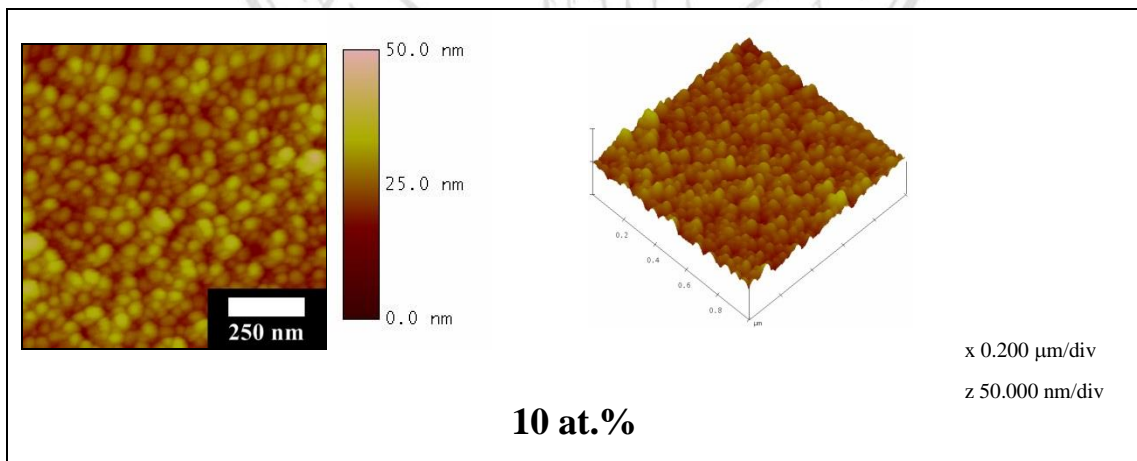 50.0 nm
25.0 nm
0.0 nm
250 nm
0.2
0.4
0.6
0.8
µm
x 0.200 µm/div
z 50.000 nm/div
10 at.%